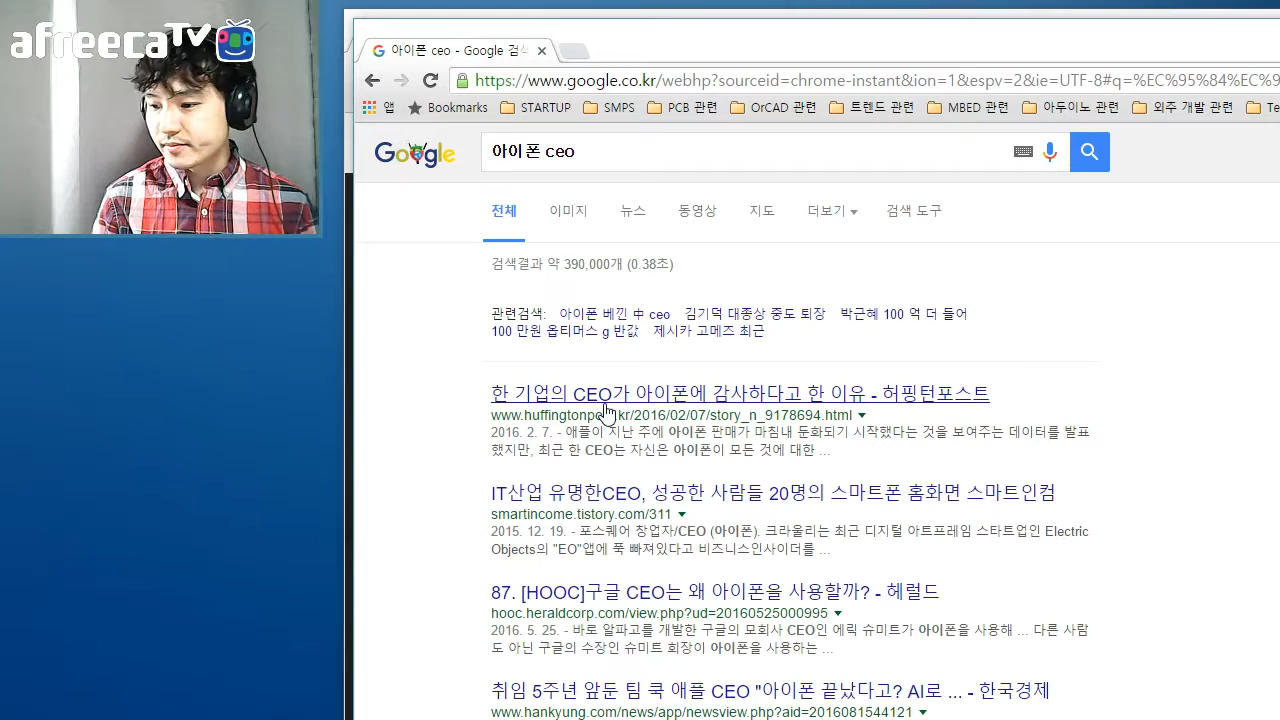 afreecaTV
아이폰 ceo - Google 검색
https://www.google.co.kr/webhp?sourceid=chrome-instant&ion=1&espv=2&ie=UTF-8#q=%EC%95%84%EC%9
앱 Bookmarks STARTUP SMPS PCB 관련 OrCAD 관련 트렌드 관련 MBED 관련 아두이노 관련 외주 개발 관련 Te
Google 아이폰 ceo
전체 이미지 뉴스 동영상 지도 더보기 검색 도구
검색결과 약 390,000개 (0.38초)
관련검색: 아이폰 베낀 中 ceo 김기덕 대종상 중도 퇴장 박근혜 100 억 더 들어
100 만원 옵티머스 g 반값 제시카 고메즈 최근
한 기업의 CEO가 아이폰에 감사하다고 한 이유 - 허핑턴포스트
www.huffingtonpo kr/2016/02/07/story_n_9178694.html
2016. 2. 7. - 애플이 지난 주에 아이폰 판매가 마침내 둔화되기 시작했다는 것을 보여주는 데이터를 발표
했지만, 최근 한 CEO는 자신은 아이폰이 모든 것에 대한 ...
IT산업 유명한CEO, 성공한 사람들 20명의 스마트폰 홈화면 스마트인컴
smartincome.tistory.com/311
2015. 12. 19. - 포스퀘어 창업자/CEO (아이폰). 크라울리는 최근 디지털 아트프레임 스타트업인 Electric
Objects의 "EO"앱에 푹 빠져있다고 비즈니스인사이더를 ...
87. [HOOC]구글 CEO는 왜 아이폰을 사용할까? - 헤럴드
hooc.heraldcorp.com/view.php?ud=20160525000995
2016. 5. 25. - 바로 알파고를 개발한 구글의 모회사 CEO인 에릭 슈미트가 아이폰을 사용해 ... 다른 사람
도 아닌 구글의 수장인 슈미트 회장이 아이폰을 사용하는 ...
취임 5주년 앞둔 팀 쿡 애플 CEO "아이폰 끝났다고? AI로 ... - 한국경제
www.hankyung.com/news/app/newsview.php?aid=2016081544121